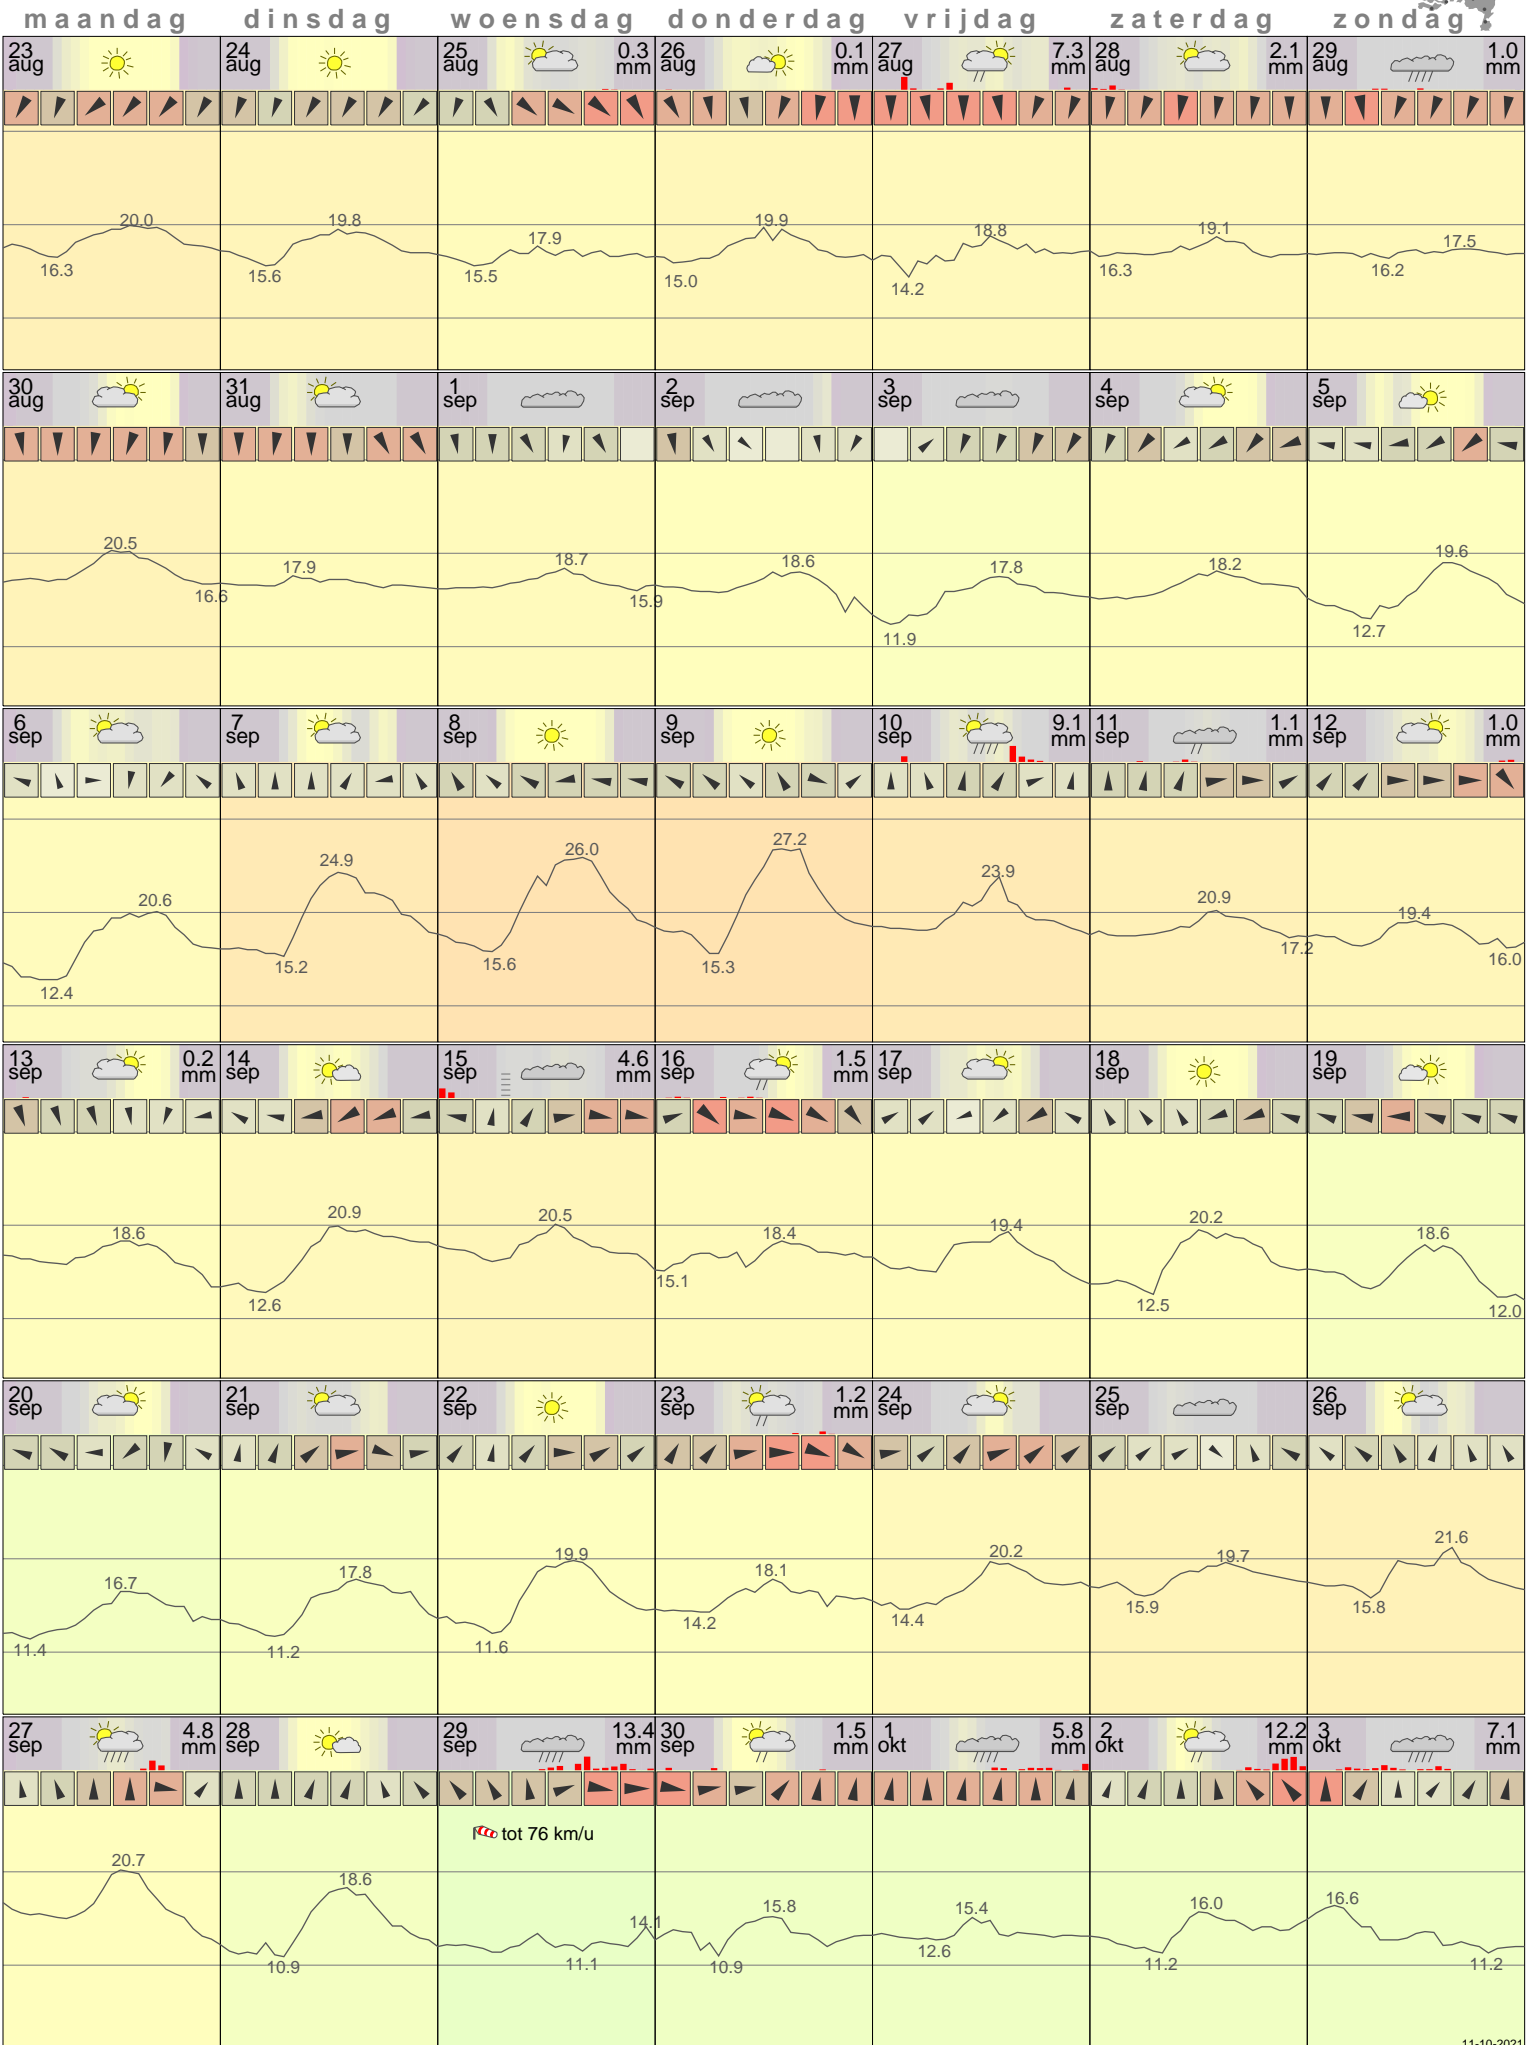 maandag dinsdag woensdag donderdag vrijdag zaterdag zondag
23 24 25 0.3 26 0.1 27 7.3 28 2.1 29 1.0
aug aug aug mm aug mm aug mm aug mm aug mm
20.0 19.8 17.9 19.9 18.8 19.1 17.5
16.3 15.6 15.5 15.0 14.2 16.3 16.2
30 31 1 2 3 4 5
aug aug sep sep sep sep sep
20.5 17.9 18.7 18.6 17.8 18.2 19.6
16.6 15.9 11.9 12.7
6 7 8 9 10 9.1 11 1.1 12 1.0
sep sep sep sep sep mm sep mm sep mm
20.6 24.9 26.0 27.2 23.9 20.9 19.4
12.4 15.2 15.6 15.3 17.2 16.0
13 0.2 14 15 4.6 16 1.5 17 18 19
sep mm sep sep mm sep mm sep sep sep
18.6 20.9 20.5 18.4 19.4 20.2 18.6
12.6 15.1 12.5 12.0
20 21 22 23 1.2 24 25 26
sep sep sep sep mm sep sep sep
16.7 17.8 19.9 18.1 20.2 19.7 21.6
11.4 11.2 11.6 14.2 14.4 15.9 15.8
27 4.8 28 29 13.4 30 1.5 1 5.8 2 12.2 3 7.1
sep mm sep sep mm sep mm okt mm okt mm okt mm
tot 76 km/u
20.7 18.6 14.1 15.8 15.4 16.0 16.6
10.9 11.1 10.9 12.6 11.2 11.2
11-10-2021